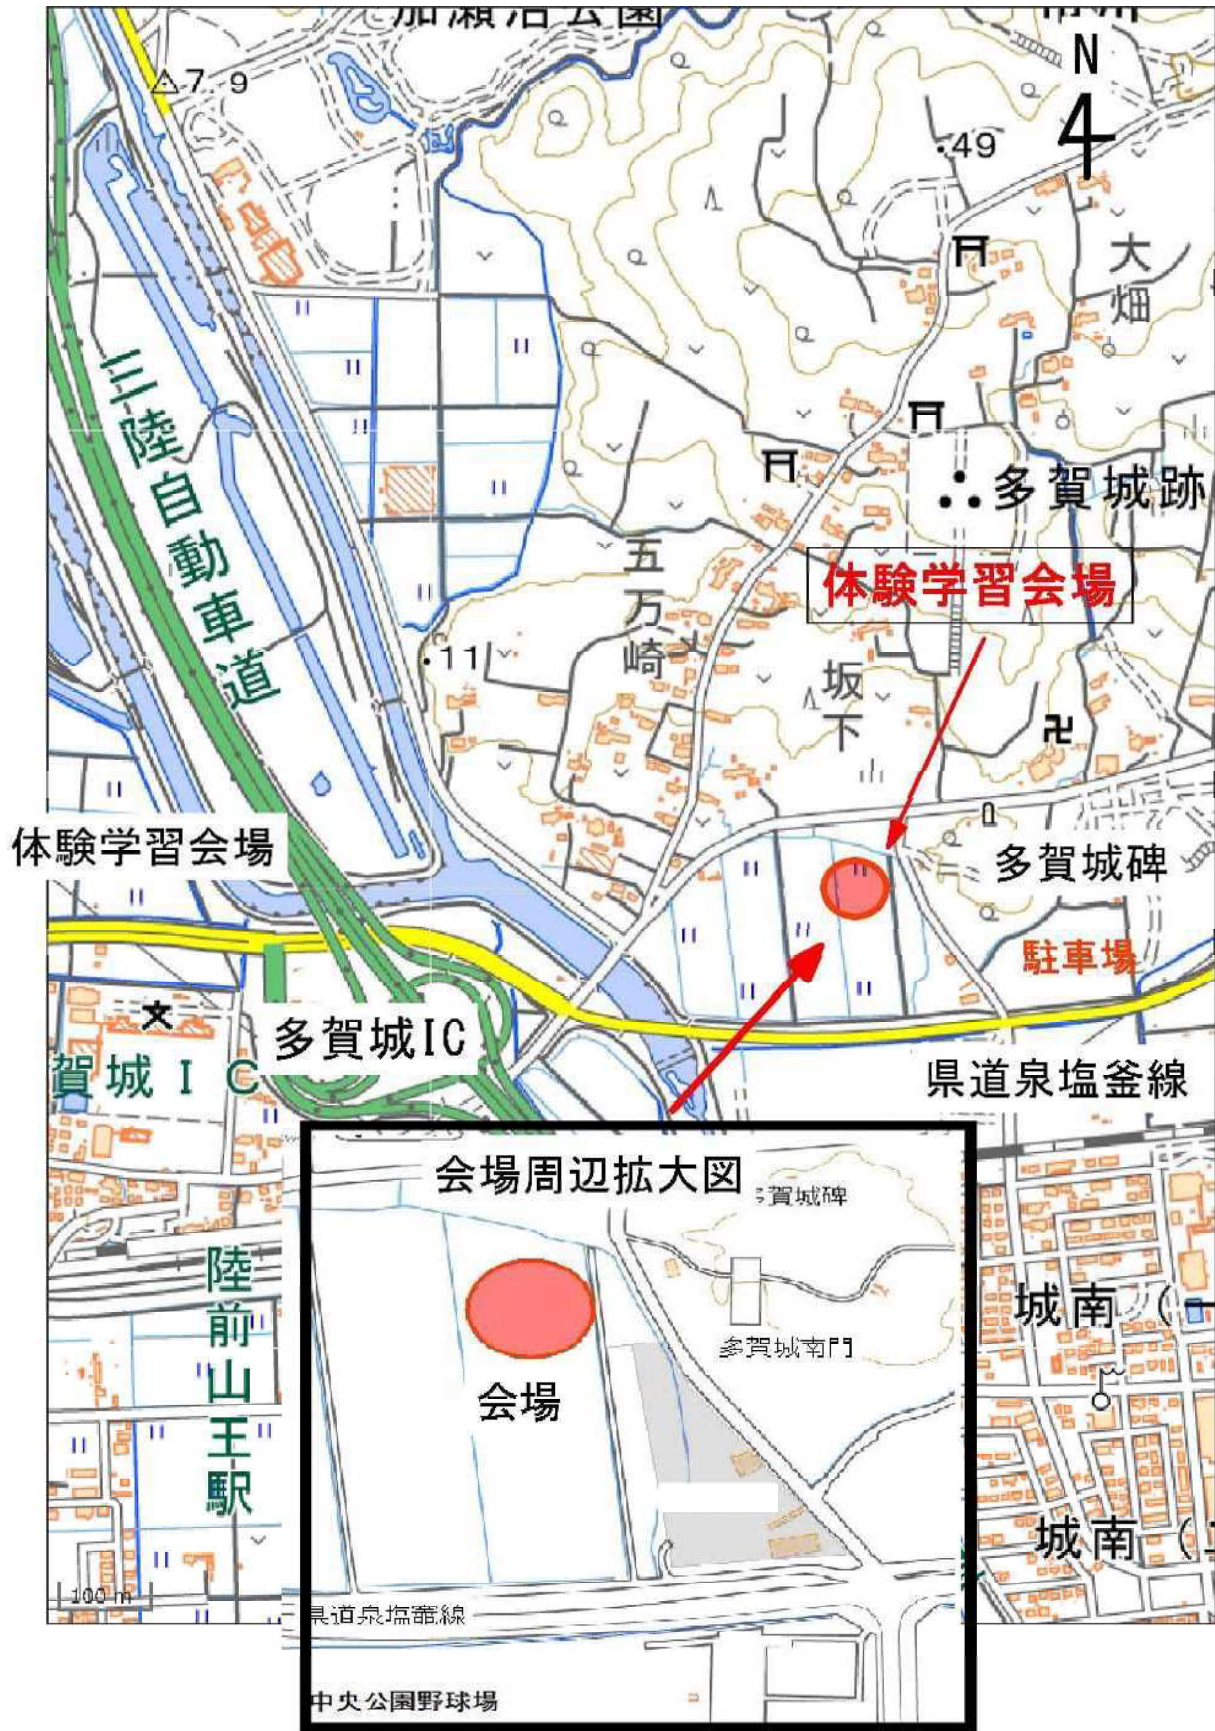 加瀬沼公園
7.9
N
49
大畑
三陸自動車道
多賀城跡
五万崎
体験学習会場
11
坂下
体験学習会場
多賀城碑
駐車場
多賀城IC
賀城IC
県道泉塩釜線
会場周辺拡大図
多賀城碑
陸前山王駅
城南(一
会場
多賀城南門
城南(
100 m
県道泉塩竈線
中央公園野球場